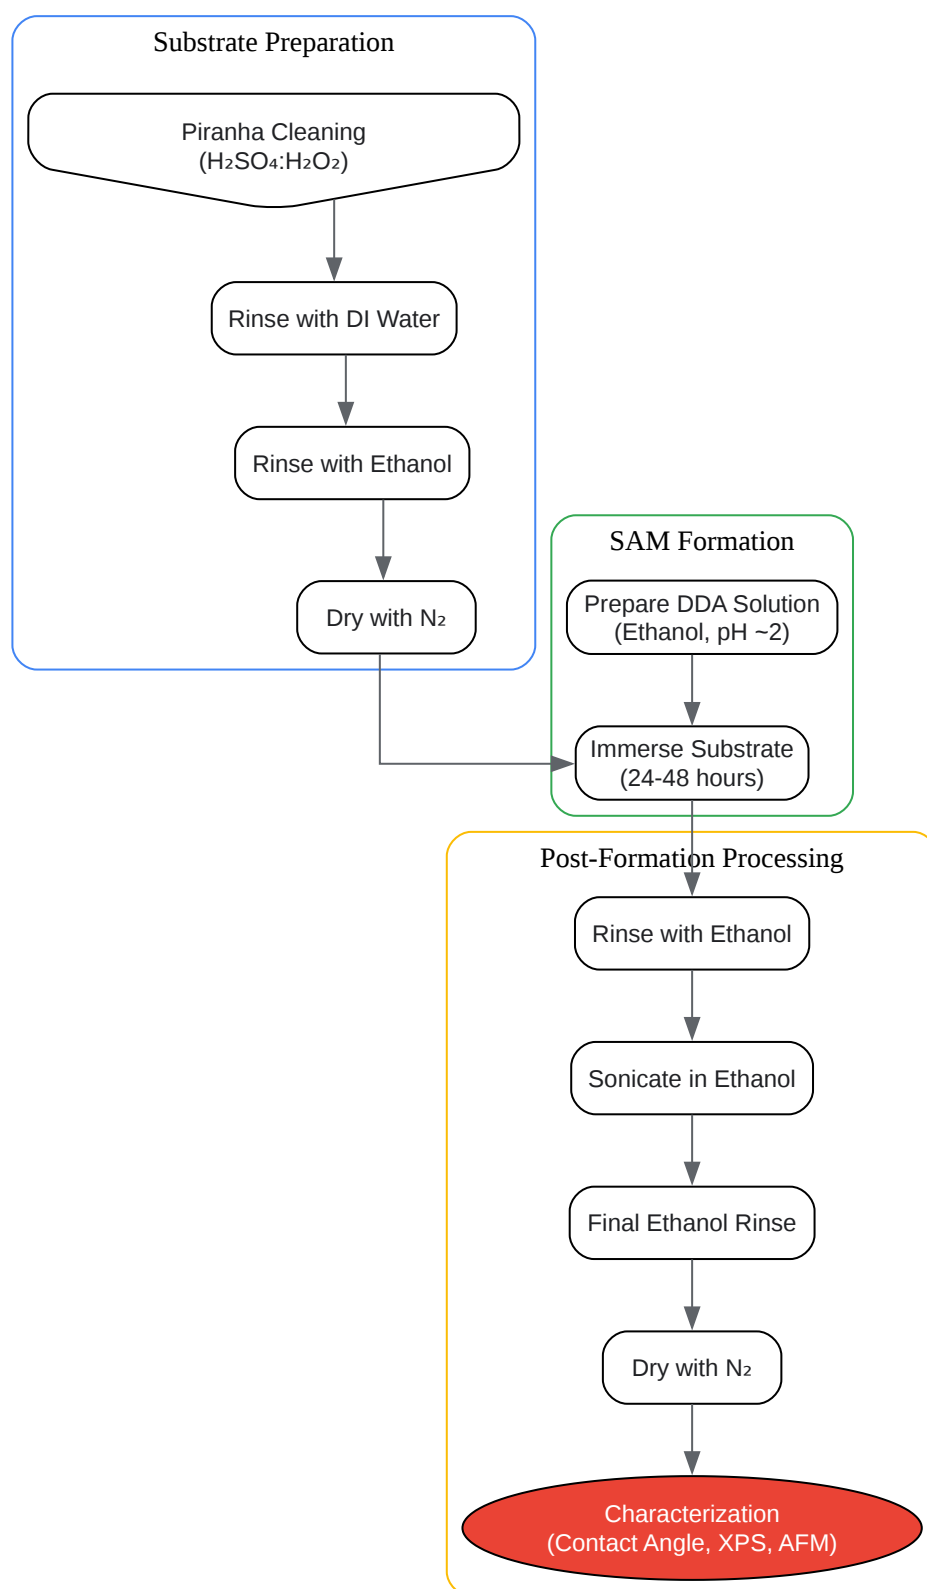 Substrate Preparation
Piranha Cleaning
(H₂SO₄:H₂O₂)
Rinse with DI Water
Rinse with Ethanol
Dry with N₂
SAM Formation
Prepare DDA Solution
(Ethanol, pH ~2)
Immerse Substrate
(24-48 hours)
Post-Formation Processing
Rinse with Ethanol
Sonicate in Ethanol
Final Ethanol Rinse
Dry with N₂
Characterization
(Contact Angle, XPS, AFM)